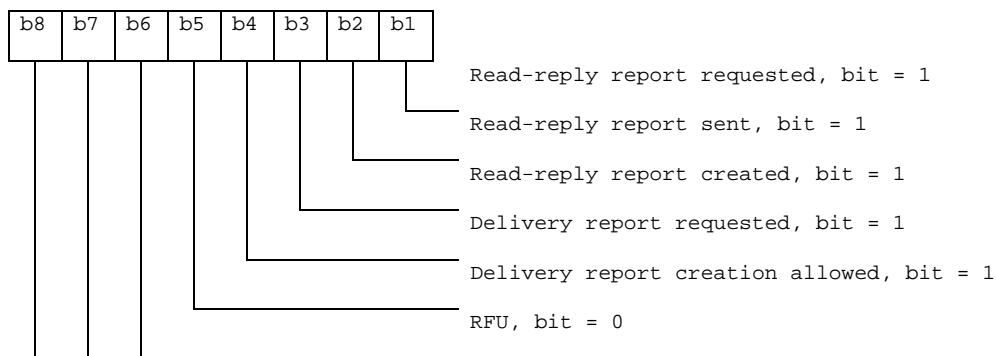 b8 b7 b6 b5 b4 b3 b2 b1
Read-reply report requested, bit = 1
Read-reply report sent, bit = 1
Read-reply report created, bit = 1
Delivery report requested, bit = 1
Delivery report creation allowed, bit = 1
RFU, bit = 0